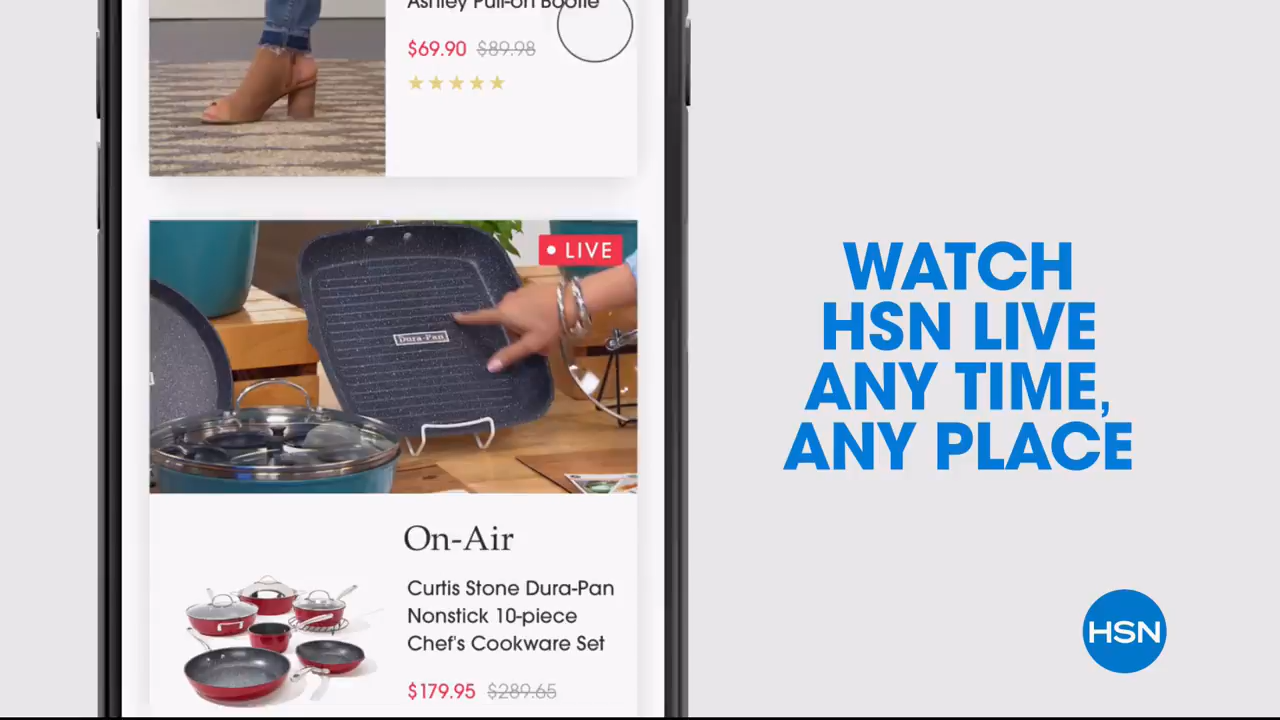 Ashley Pull-on Bootie
$69.90 $89.98
LIVE
Dura-Pan
On-Air
Curtis Stone Dura-Pan
Nonstick 10-piece
Chef's Cookware Set
$179.95 $289.65
WATCH
HSN LIVE
ANY TIME,
ANY PLACE
HSN